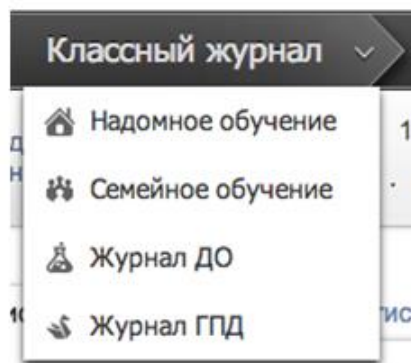 Классный журнал
Надомное обучение
Семейное обучение
Журнал ДО
Журнал ГПД